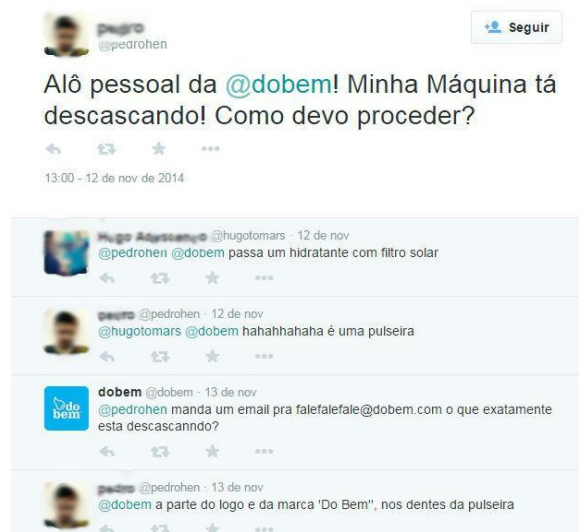 @pedrohen
Seguir
Alô pessoal da @dobem! Minha Máquina tá
descascando! Como devo proceder?
13:00 - 12 de nov de 2014
@hugotomars · 12 de nov
@pedrohen @dobem passa um hidratante com filtro solar
@pedrohen · 12 de nov
@hugotomars @dobem hahahhahaha é uma pulseira
do
bem
dobem @dobem · 13 de nov
@pedrohen manda um email pra falefalefale@dobem.com o que exatamente
esta descascanndo?
@pedrohen · 13 de nov
@dobem a parte do logo e da marca 'Do Bem'', nos dentes da pulseira